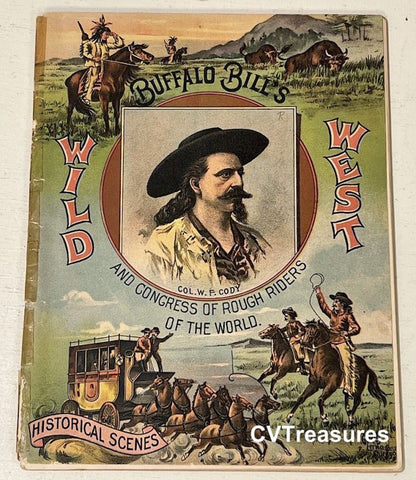 BUFFALO BILL'S
WILD
WEST
COL. W. F. CODY
AND CONGRESS OF ROUGH RIDERS
OF THE WORLD.
HISTORICAL SCENES
CVTreasures